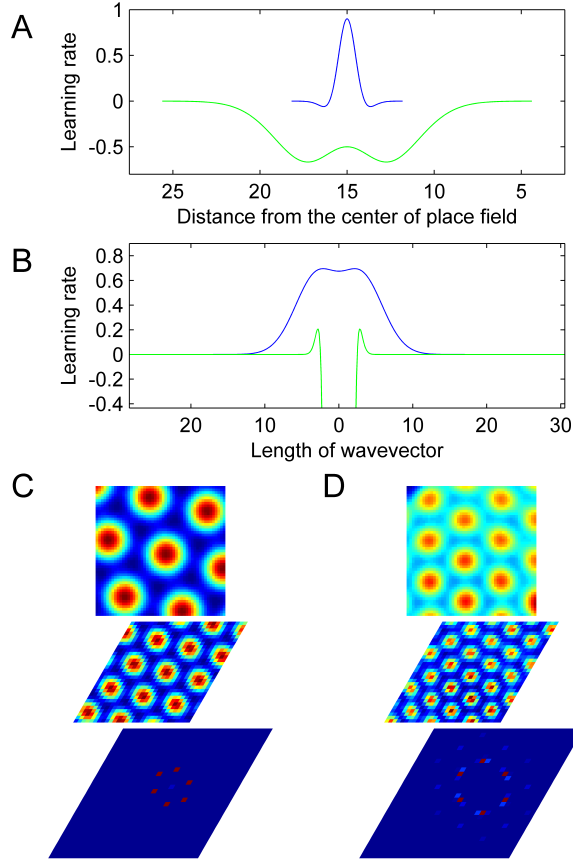 A
Learning rate
1
0.5
0
-0.5
25 20 15 10 5
Distance from the center of place field
B
Learning rate
0.8
0.6
0.4
0.2
0
-0.2
-0.4
20 10 0 10 20 30
Length of wavevector
C D